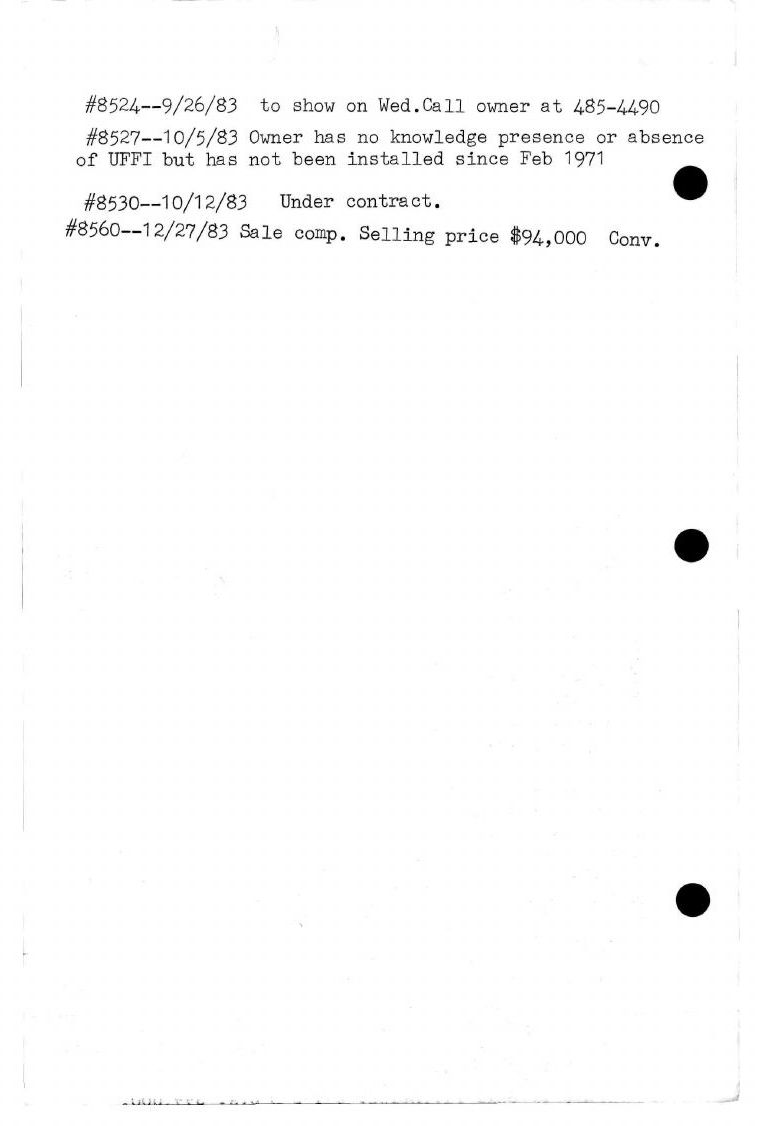 #8524--9/26/83 to show on Wed.Call owner at 485-4490
#8527--10/5/83 Owner has no knowledge presence or absence
of UFFI but has not been installed since Feb 1971
#8530--10/12/83 Under contract.
#8560--12/27/83 Sale comp. Selling price $94,000 Conv.